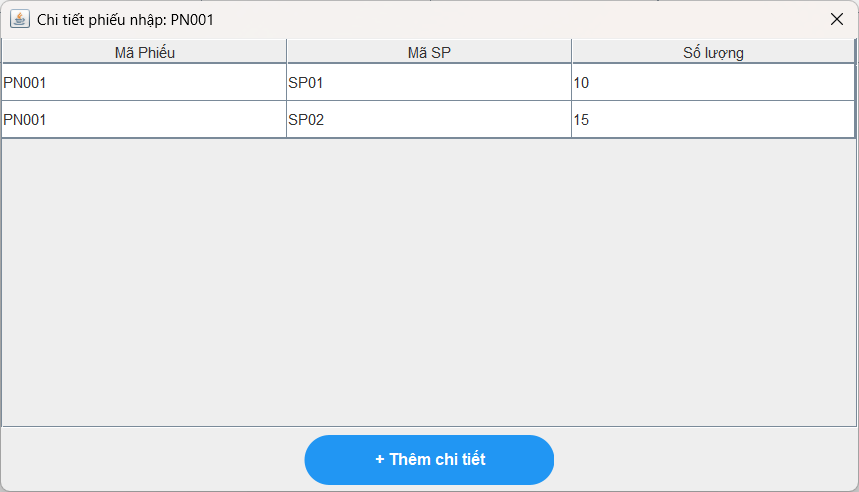 Chi tiết phiếu nhập: PN001
Mã Phiếu Mã SP Số lượng
PN001 SP01 10
PN001 SP02 15
+ Thêm chi tiết